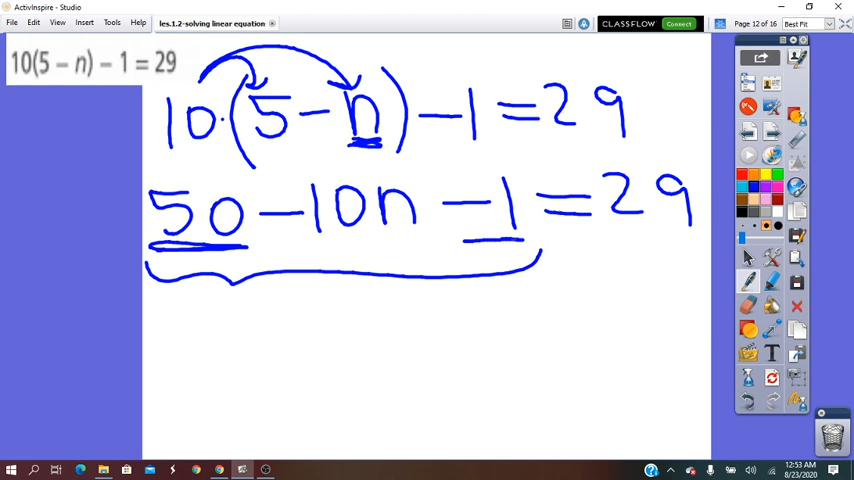 ActivInspire - Studio
File Edit View Insert Tools Help
les.1.2-solving linear equation
CLASSFLOW Connect
Page 12 of 16
Best Fit
10(5 − n) − 1 = 29
10·(5 − n) − 1 = 29
50 − 10n − 1 = 29
12:53 AM
8/23/2020